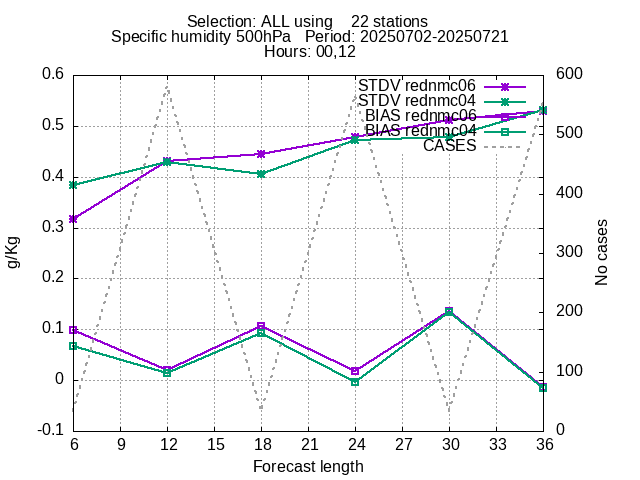 Selection: ALL using    22 stations
Specific humidity 500hPa   Period: 20250702-20250721
Hours: 00,12
0.6
0.5
0.4
0.3
0.2
0.1
0
-0.1
g/Kg
600
500
400
300
200
100
0
No cases
STDV rednmc06
STDV rednmc04
BIAS rednmc06
BIAS rednmc04
CASES
6 9 12 15 18 21 24 27 30 33 36
Forecast length